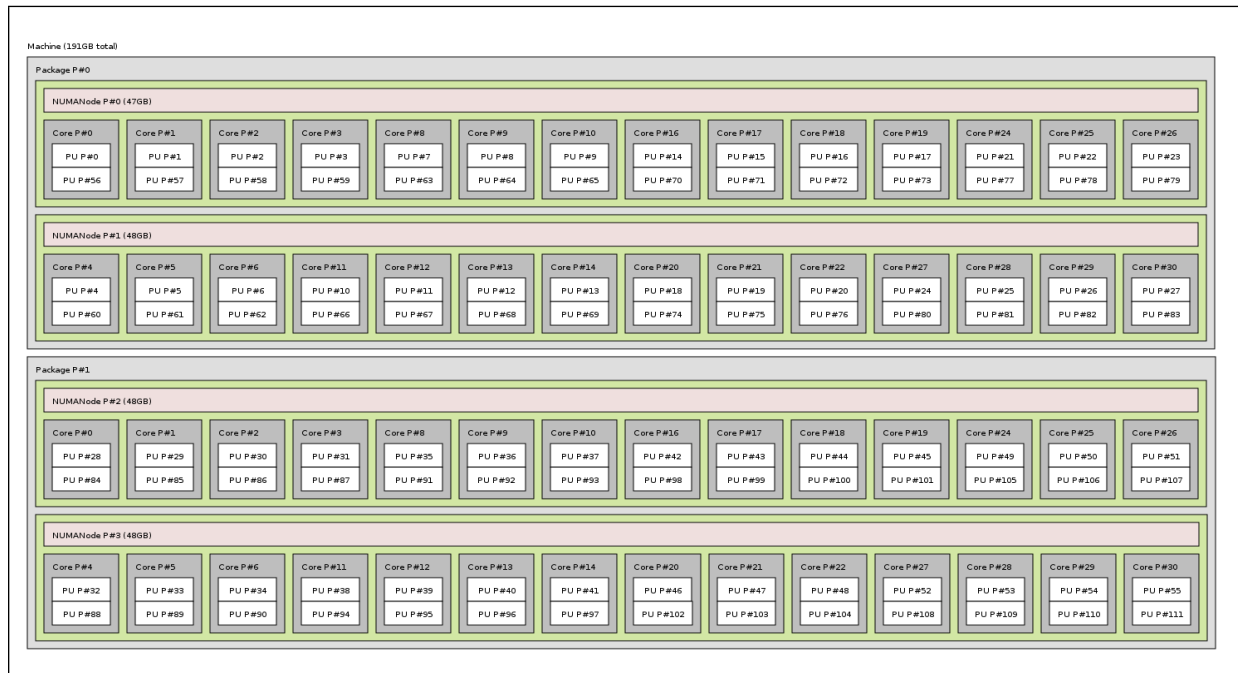 Machine (191GB total)
Package P#0
NUMANode P#0 (47GB)
Core P#0 Core P#1 Core P#2 Core P#3 Core P#8 Core P#9 Core P#10 Core P#16 Core P#17 Core P#18 Core P#19 Core P#24 Core P#25 Core P#26
PU P#0 PU P#1 PU P#2 PU P#3 PU P#7 PU P#8 PU P#9 PU P#14 PU P#15 PU P#16 PU P#17 PU P#21 PU P#22 PU P#23
PU P#56 PU P#57 PU P#58 PU P#59 PU P#63 PU P#64 PU P#65 PU P#70 PU P#71 PU P#72 PU P#73 PU P#77 PU P#78 PU P#79
NUMANode P#1 (48GB)
Core P#4 Core P#5 Core P#6 Core P#11 Core P#12 Core P#13 Core P#14 Core P#20 Core P#21 Core P#22 Core P#27 Core P#28 Core P#29 Core P#30
PU P#4 PU P#5 PU P#6 PU P#10 PU P#11 PU P#12 PU P#13 PU P#18 PU P#19 PU P#20 PU P#24 PU P#25 PU P#26 PU P#27
PU P#60 PU P#61 PU P#62 PU P#66 PU P#67 PU P#68 PU P#69 PU P#74 PU P#75 PU P#76 PU P#80 PU P#81 PU P#82 PU P#83
Package P#1
NUMANode P#2 (48GB)
Core P#0 Core P#1 Core P#2 Core P#3 Core P#8 Core P#9 Core P#10 Core P#16 Core P#17 Core P#18 Core P#19 Core P#24 Core P#25 Core P#26
PU P#28 PU P#29 PU P#30 PU P#31 PU P#35 PU P#36 PU P#37 PU P#42 PU P#43 PU P#44 PU P#45 PU P#49 PU P#50 PU P#51
PU P#84 PU P#85 PU P#86 PU P#87 PU P#91 PU P#92 PU P#93 PU P#98 PU P#99 PU P#100 PU P#101 PU P#105 PU P#106 PU P#107
NUMANode P#3 (48GB)
Core P#4 Core P#5 Core P#6 Core P#11 Core P#12 Core P#13 Core P#14 Core P#20 Core P#21 Core P#22 Core P#27 Core P#28 Core P#29 Core P#30
PU P#32 PU P#33 PU P#34 PU P#38 PU P#39 PU P#40 PU P#41 PU P#46 PU P#47 PU P#48 PU P#52 PU P#53 PU P#54 PU P#55
PU P#88 PU P#89 PU P#90 PU P#94 PU P#95 PU P#96 PU P#97 PU P#102 PU P#103 PU P#104 PU P#108 PU P#109 PU P#110 PU P#111